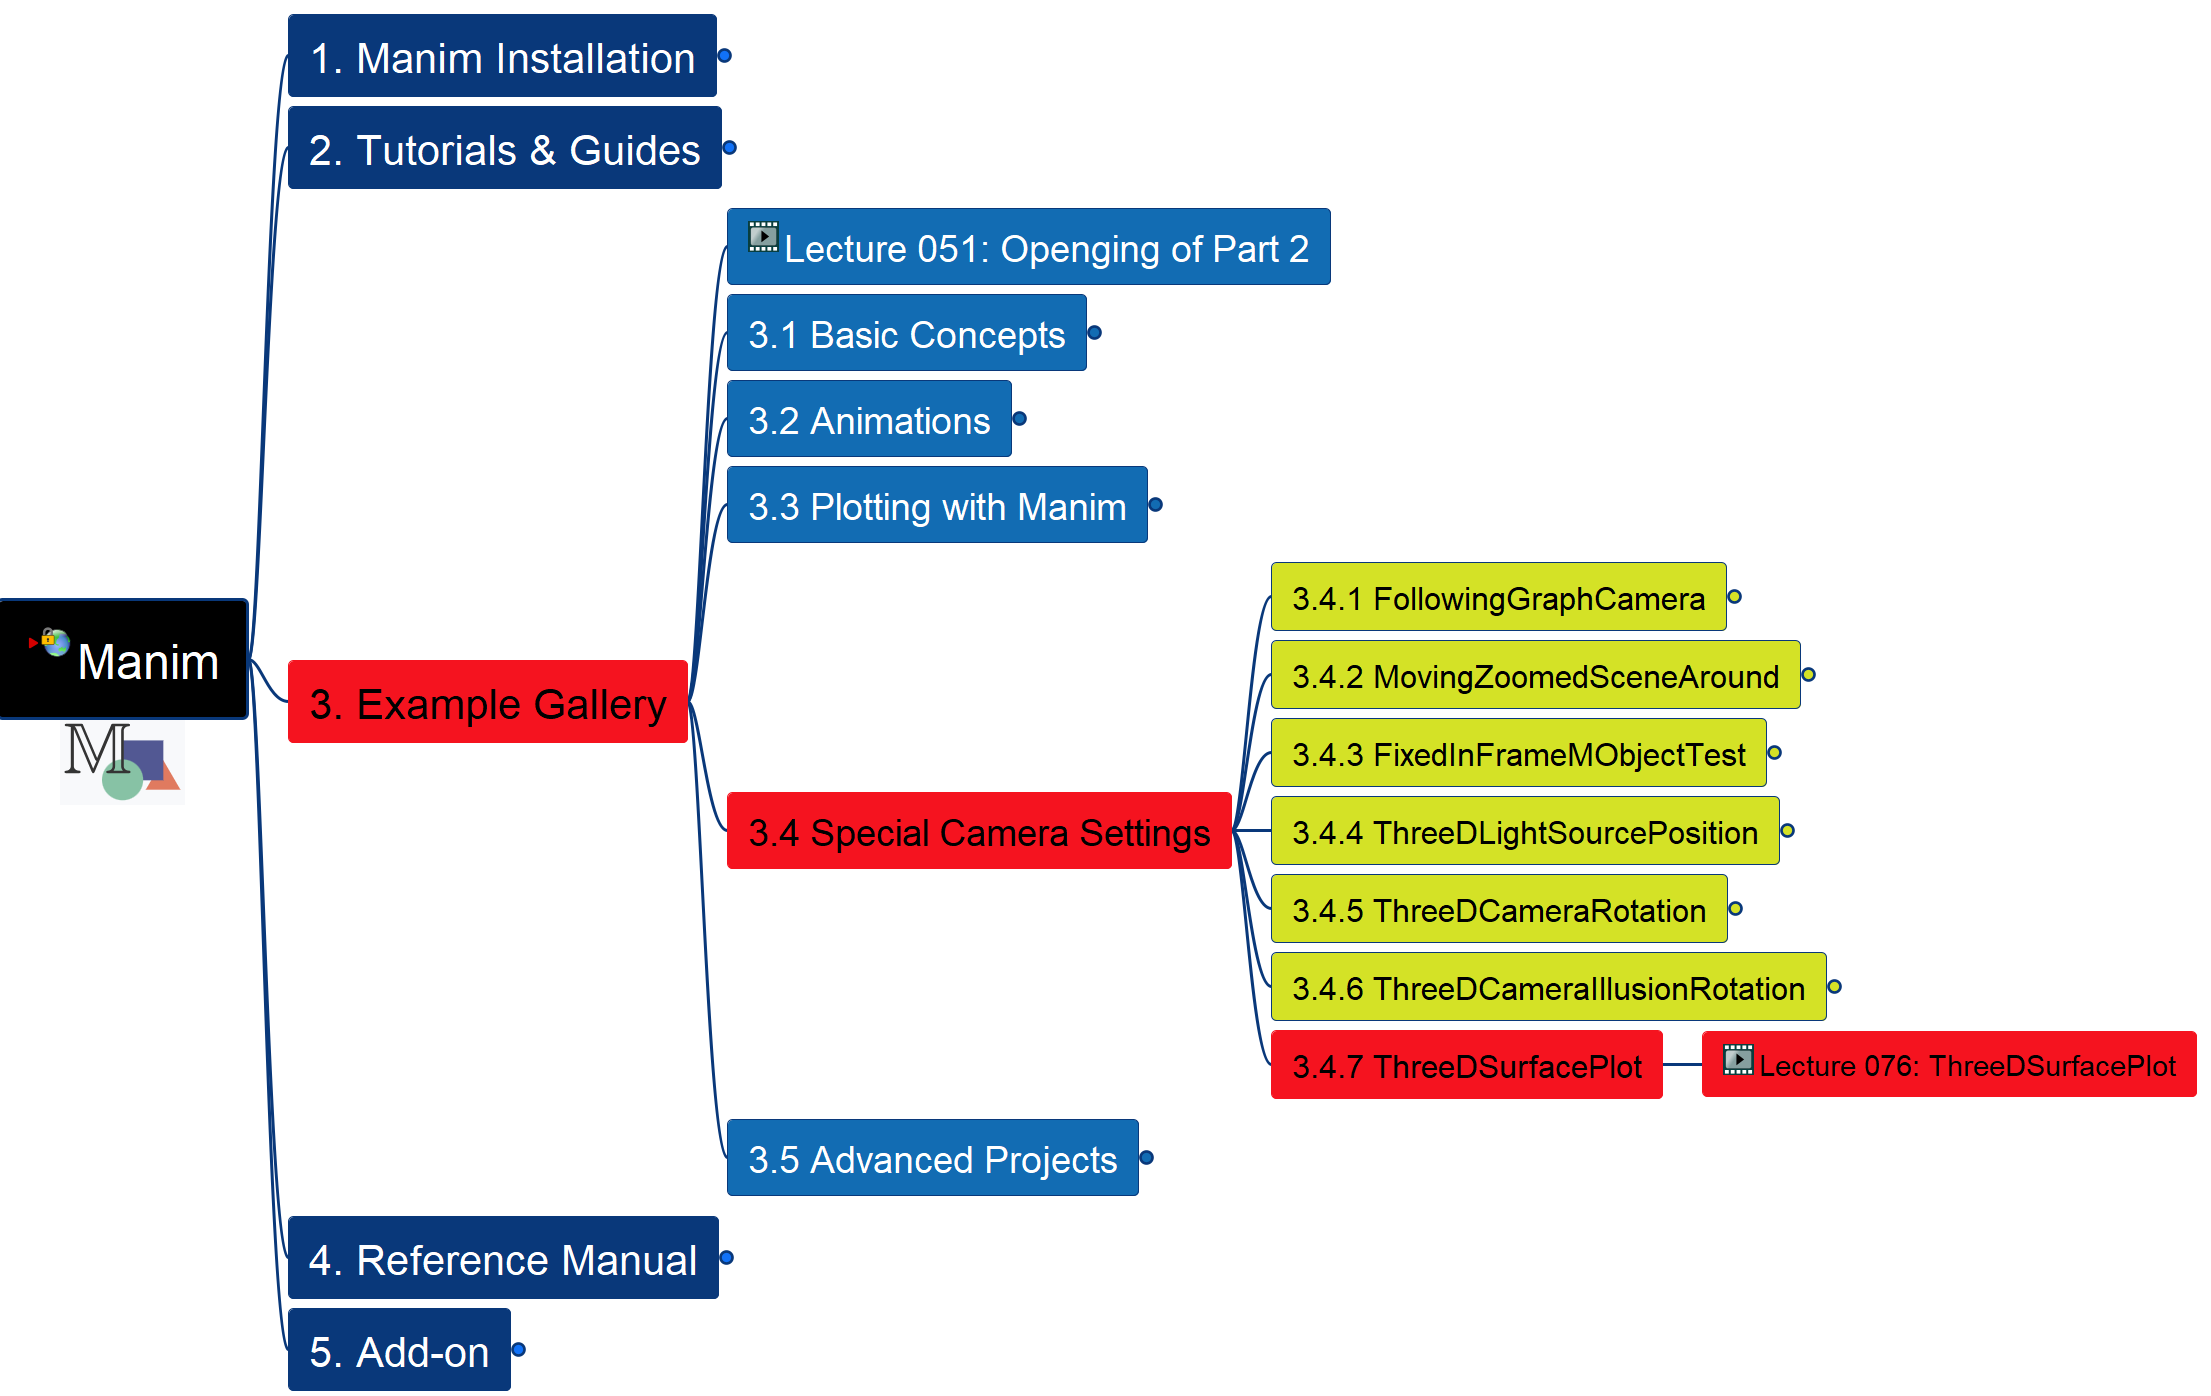 1. Manim Installation
2. Tutorials & Guides
Lecture 051: Openging of Part 2
3.1 Basic Concepts
3.2 Animations
3.3 Plotting with Manim
3.4.1 FollowingGraphCamera
3.4.2 MovingZoomedSceneAround
3.4.3 FixedInFrameMObjectTest
Manim
M
3. Example Gallery
3.4 Special Camera Settings
3.4.4 ThreeDLightSourcePosition
3.4.5 ThreeDCameraRotation
3.4.6 ThreeDCameraIllusionRotation
3.4.7 ThreeDSurfacePlot
Lecture 076: ThreeDSurfacePlot
3.5 Advanced Projects
4. Reference Manual
5. Add-on